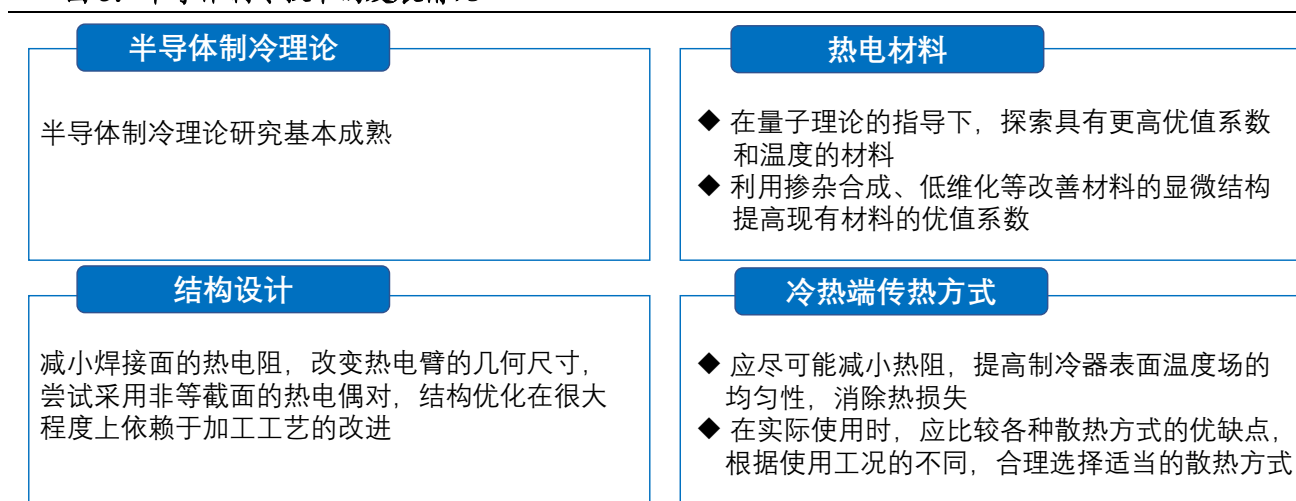 半导体制冷理论
半导体制冷理论研究基本成熟
热电材料
◆ 在量子理论的指导下，探索具有更高优值系数
和温度的材料
◆ 利用掺杂合成、低维化等改善材料的显微结构
提高现有材料的优值系数
结构设计
减小焊接面的热电阻，改变热电臂的几何尺寸，
尝试采用非等截面的热电偶对，结构优化在很大
程度上依赖于加工工艺的改进
冷热端传热方式
◆ 应尽可能减小热阻，提高制冷器表面温度场的
均匀性，消除热损失
◆ 在实际使用时，应比较各种散热方式的优缺点，
根据使用工况的不同，合理选择适当的散热方式